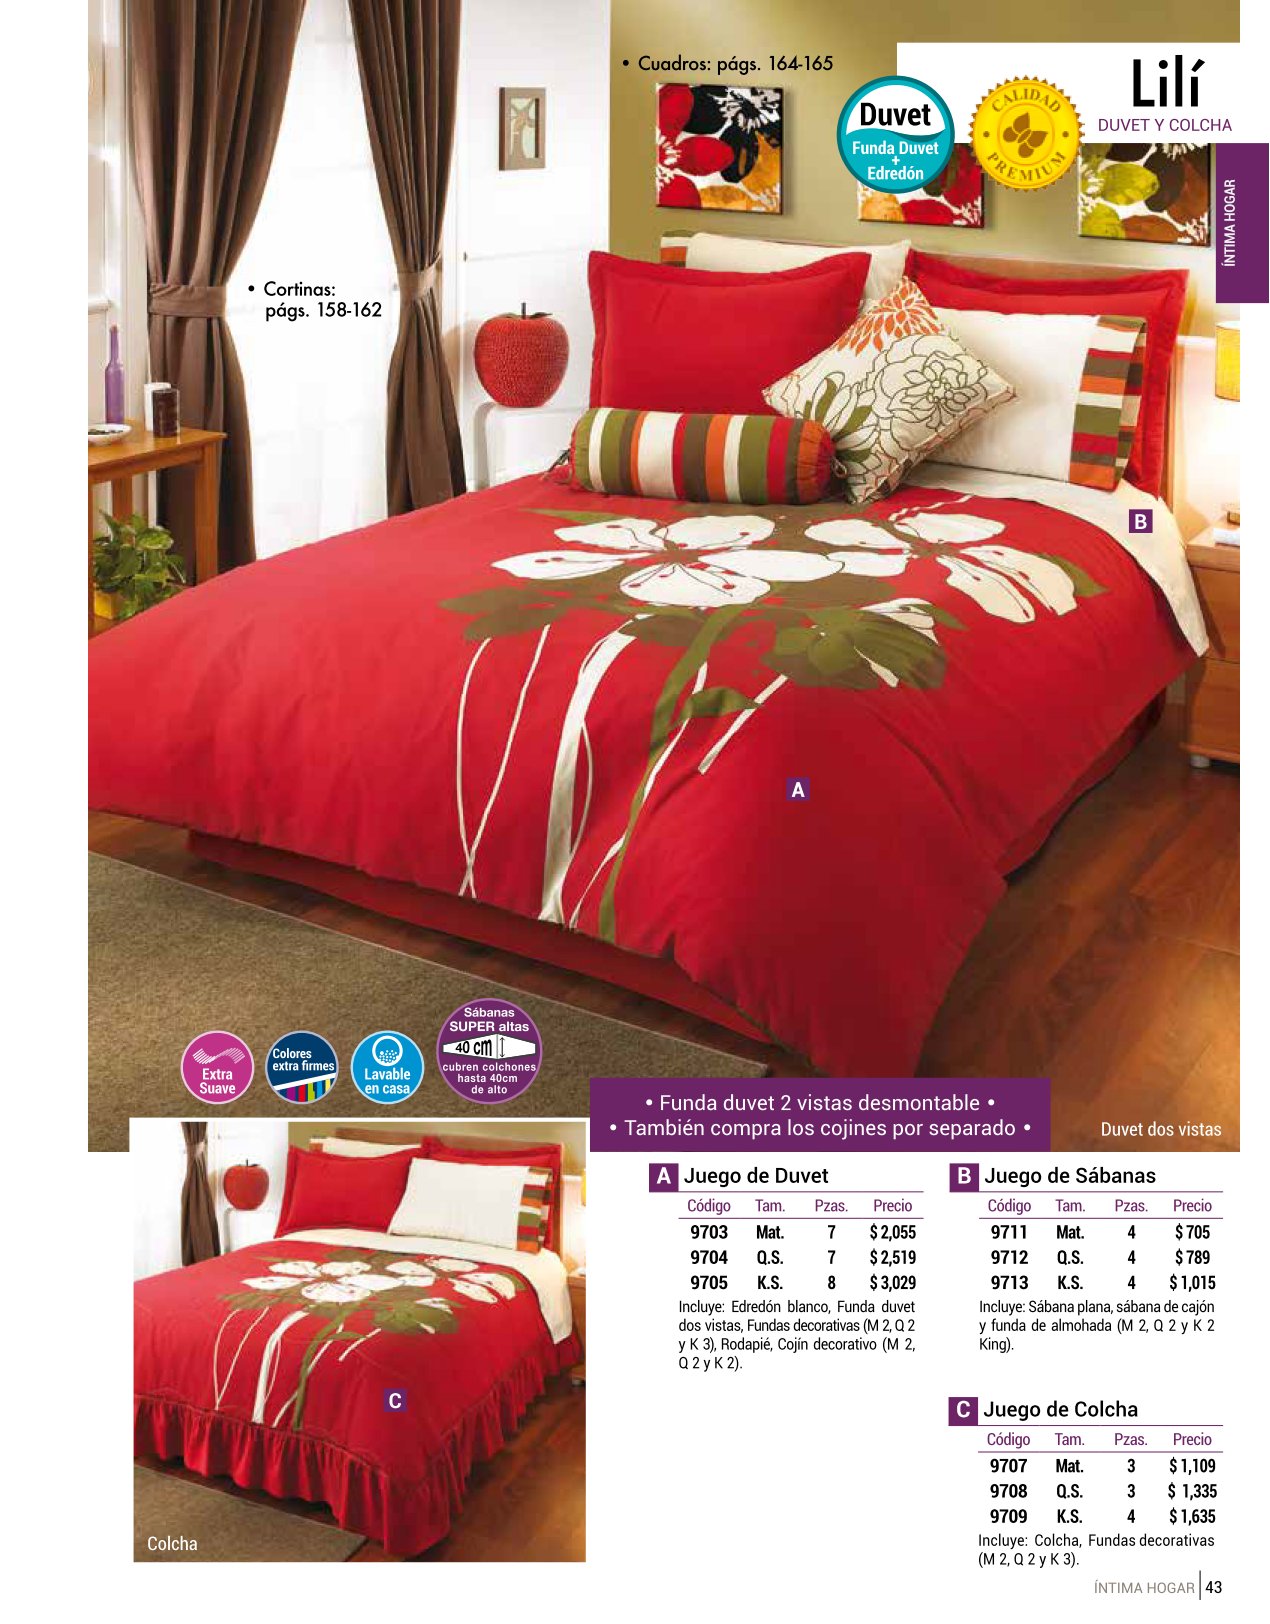 • Cuadros: págs. 164-165
Lilí
DUVET Y COLCHA
Duvet
Funda Duvet
+
Edredón
CALIDAD
PREMIUM
ÍNTIMA HOGAR
• Cortinas:
págs. 158-162
B
A
Extra
Suave
Colores
extra firmes
Lavable
en casa
Sábanas
SUPER altas
40 cm
cubren colchones
hasta 40cm
de alto
• Funda duvet 2 vistas desmontable •
• También compra los cojines por separado •
Duvet dos vistas
C
Colcha
A Juego de Duvet
Código Tam. Pzas. Precio
9703 Mat. 7 $ 2,055
9704 Q.S. 7 $ 2,519
9705 K.S. 8 $ 3,029
Incluye: Edredón blanco, Funda duvet
dos vistas, Fundas decorativas (M 2, Q 2
y K 3), Rodapié, Cojín decorativo (M 2,
Q 2 y K 2).
B Juego de Sábanas
Código Tam. Pzas. Precio
9711 Mat. 4 $ 705
9712 Q.S. 4 $ 789
9713 K.S. 4 $ 1,015
Incluye: Sábana plana, sábana de cajón
y funda de almohada (M 2, Q 2 y K 2
King).
C Juego de Colcha
Código Tam. Pzas. Precio
9707 Mat. 3 $ 1,109
9708 Q.S. 3 $ 1,335
9709 K.S. 4 $ 1,635
Incluye: Colcha, Fundas decorativas
(M 2, Q 2 y K 3).
ÍNTIMA HOGAR 43